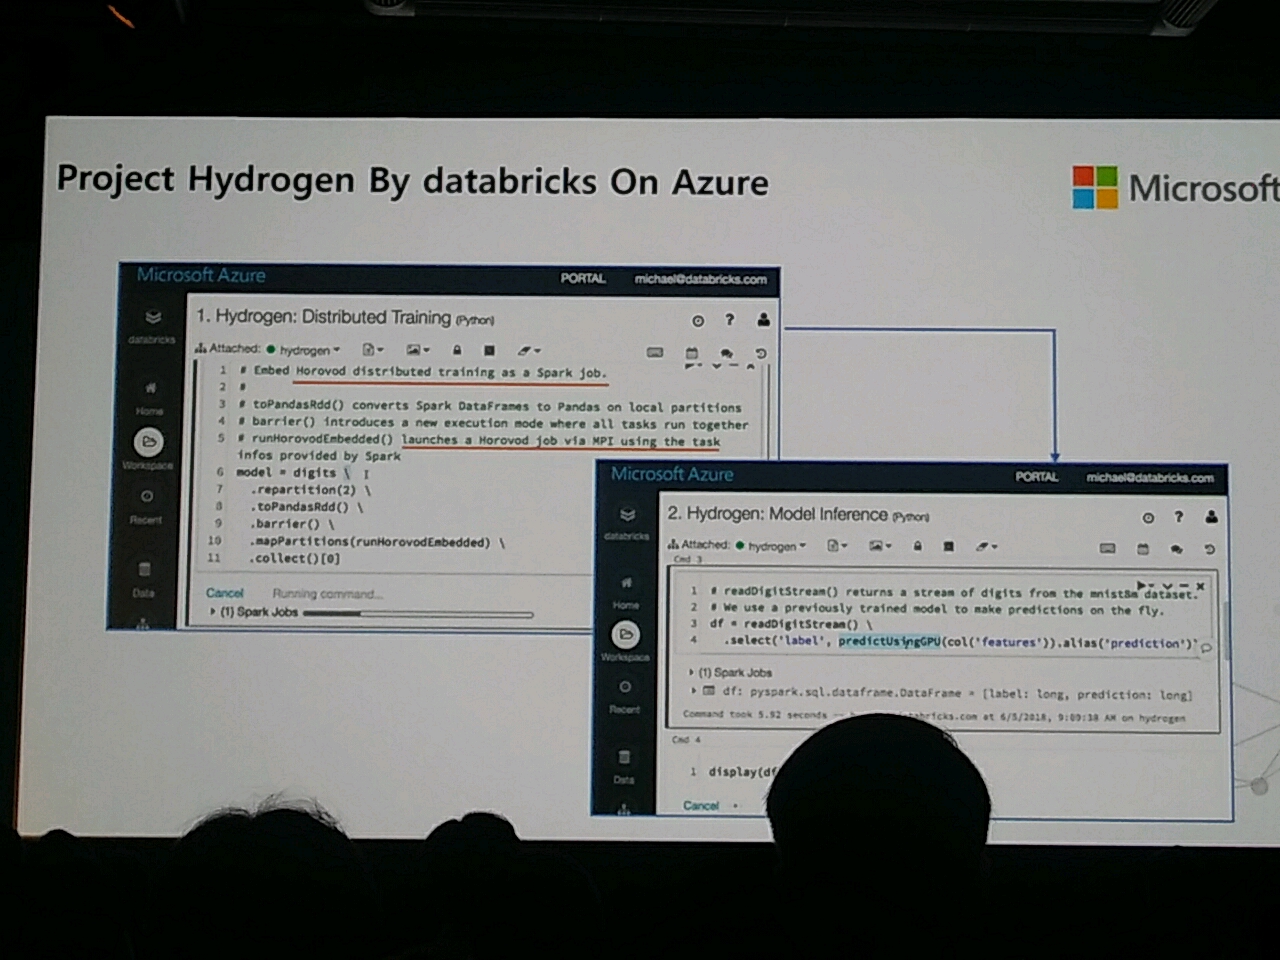 Project Hydrogen By databricks On Azure
Microsoft
Microsoft Azure
PORTAL
michael@databricks.com
databricks
Home
Workspace
Recent
Data
1. Hydrogen: Distributed Training (Python)
Attached: hydrogen
1 # Embed Horovod distributed training as a Spark job.
2 #
3 # toPandasRdd() converts Spark DataFrames to Pandas on local partitions
4 # barrier() introduces a new execution mode where all tasks run together
5 # runHorovodEmbedded() launches a Horovod job via MPI using the task
infos provided by Spark
6 model = digits \
7 .repartition(2) \
8 .toPandasRdd() \
9 .barrier() \
10 .mapPartitions(runHorovodEmbedded) \
11 .collect()[0]
Cancel Running command...
(1) Spark Jobs
Microsoft Azure
PORTAL
michael@databricks.com
databricks
Home
Workspace
Recent
Data
2. Hydrogen: Model Inference (Python)
Attached: hydrogen
Cmd 3
1 # readDigitStream() returns a stream of digits from the mnist8m dataset.
2 # We use a previously trained model to make predictions on the fly.
3 df = readDigitStream() \
4 .select('label', predictUsingGPU(col('features')).alias('prediction')
(1) Spark Jobs
df: pyspark.sql.dataframe.DataFrame = [label: long, prediction: long]
Command took 5.92 seconds -- at 6/5/2018, 9:09:38 AM on hydrogen
Cmd 4
1 display(df
Cancel